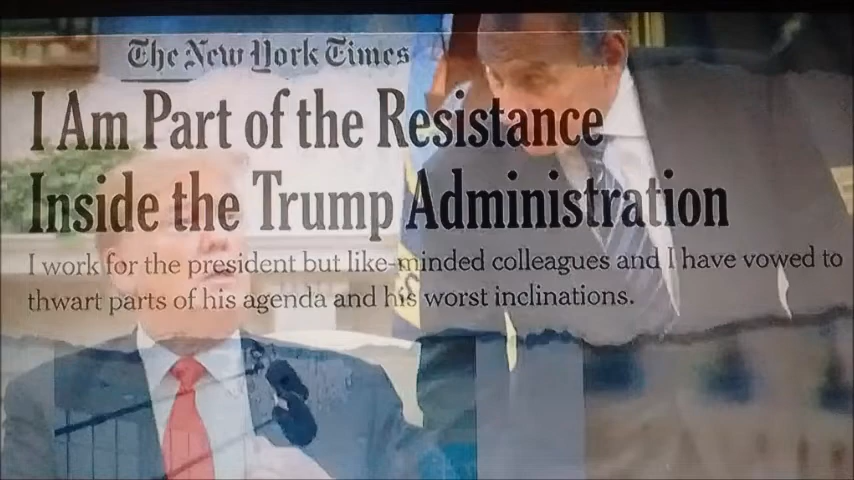 The New York Times
I Am Part of the Resistance
Inside the Trump Administration
I work for the president but like-minded colleagues and I have vowed to
thwart parts of his agenda and his worst inclinations.